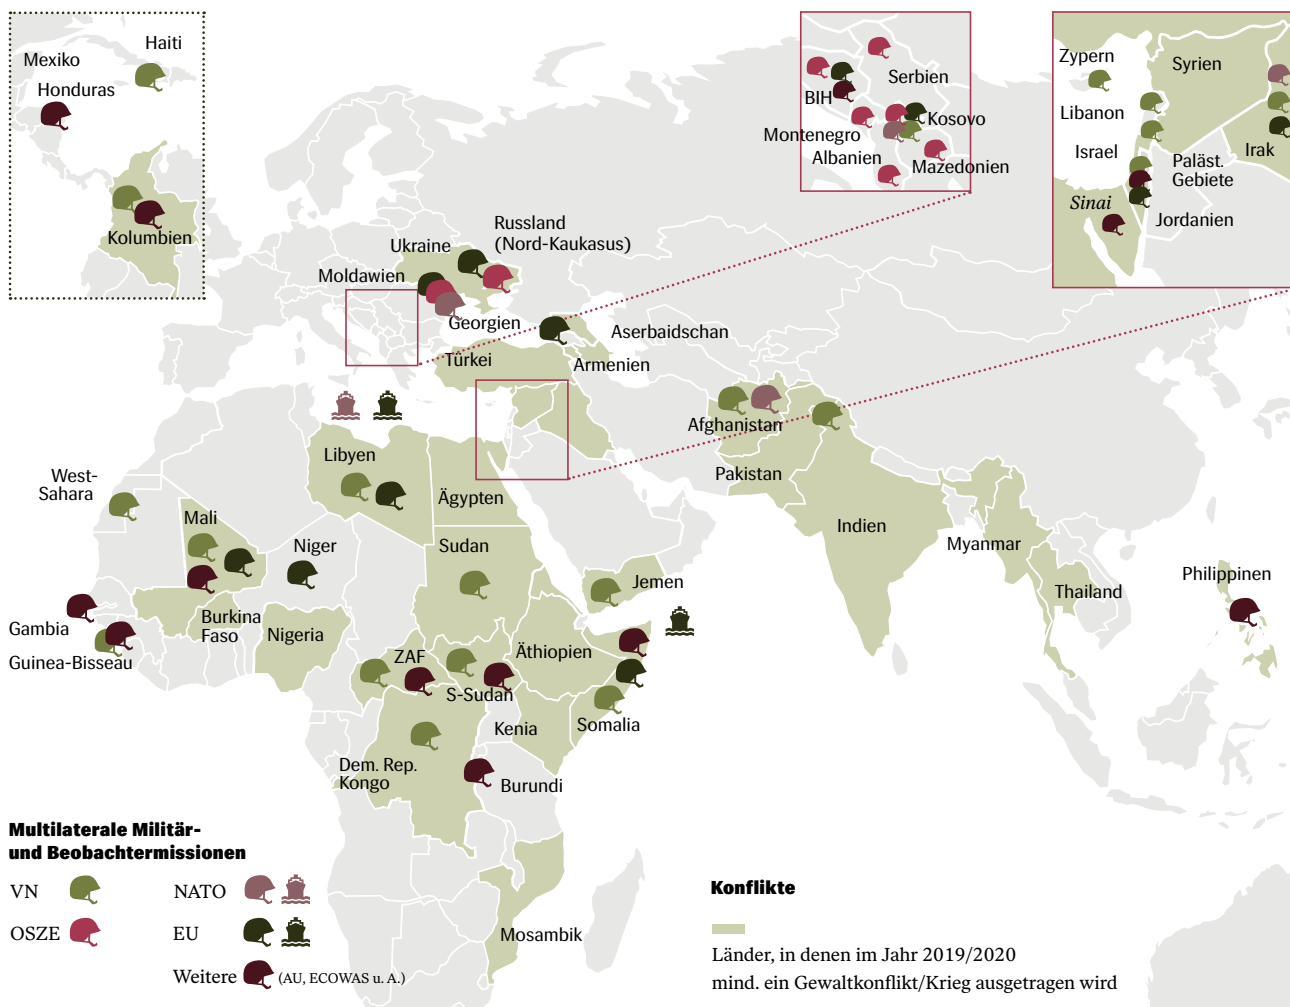 Haiti
Mexiko
Honduras
Kolumbien
Serbien
BIH
Kosovo
Montenegro
Albanien
Mazedonien
Zypern
Syrien
Libanon
Israel
Irak
Paläst.
Gebiete
Sinai
Jordanien
Russland
(Nord-Kaukasus)
Ukraine
Moldawien
Georgien
Aserbaidschan
Türkei
Armenien
Afghanistan
Pakistan
Indien
Myanmar
Thailand
Philippinen
Libyen
Ägypten
West-
Sahara
Mali
Niger
Sudan
Jemen
Gambia
Burkina
Faso
Nigeria
Guinea-Bissau
ZAF
Äthiopien
S-Sudan
Kenia
Somalia
Dem. Rep.
Kongo
Burundi
Mosambik
Multilaterale Militär-
und Beobachtermissionen
VN
NATO
OSZE
EU
Weitere (AU, ECOWAS u. A.)
Konflikte
Länder, in denen im Jahr 2019/2020
mind. ein Gewaltkonflikt/Krieg ausgetragen wird